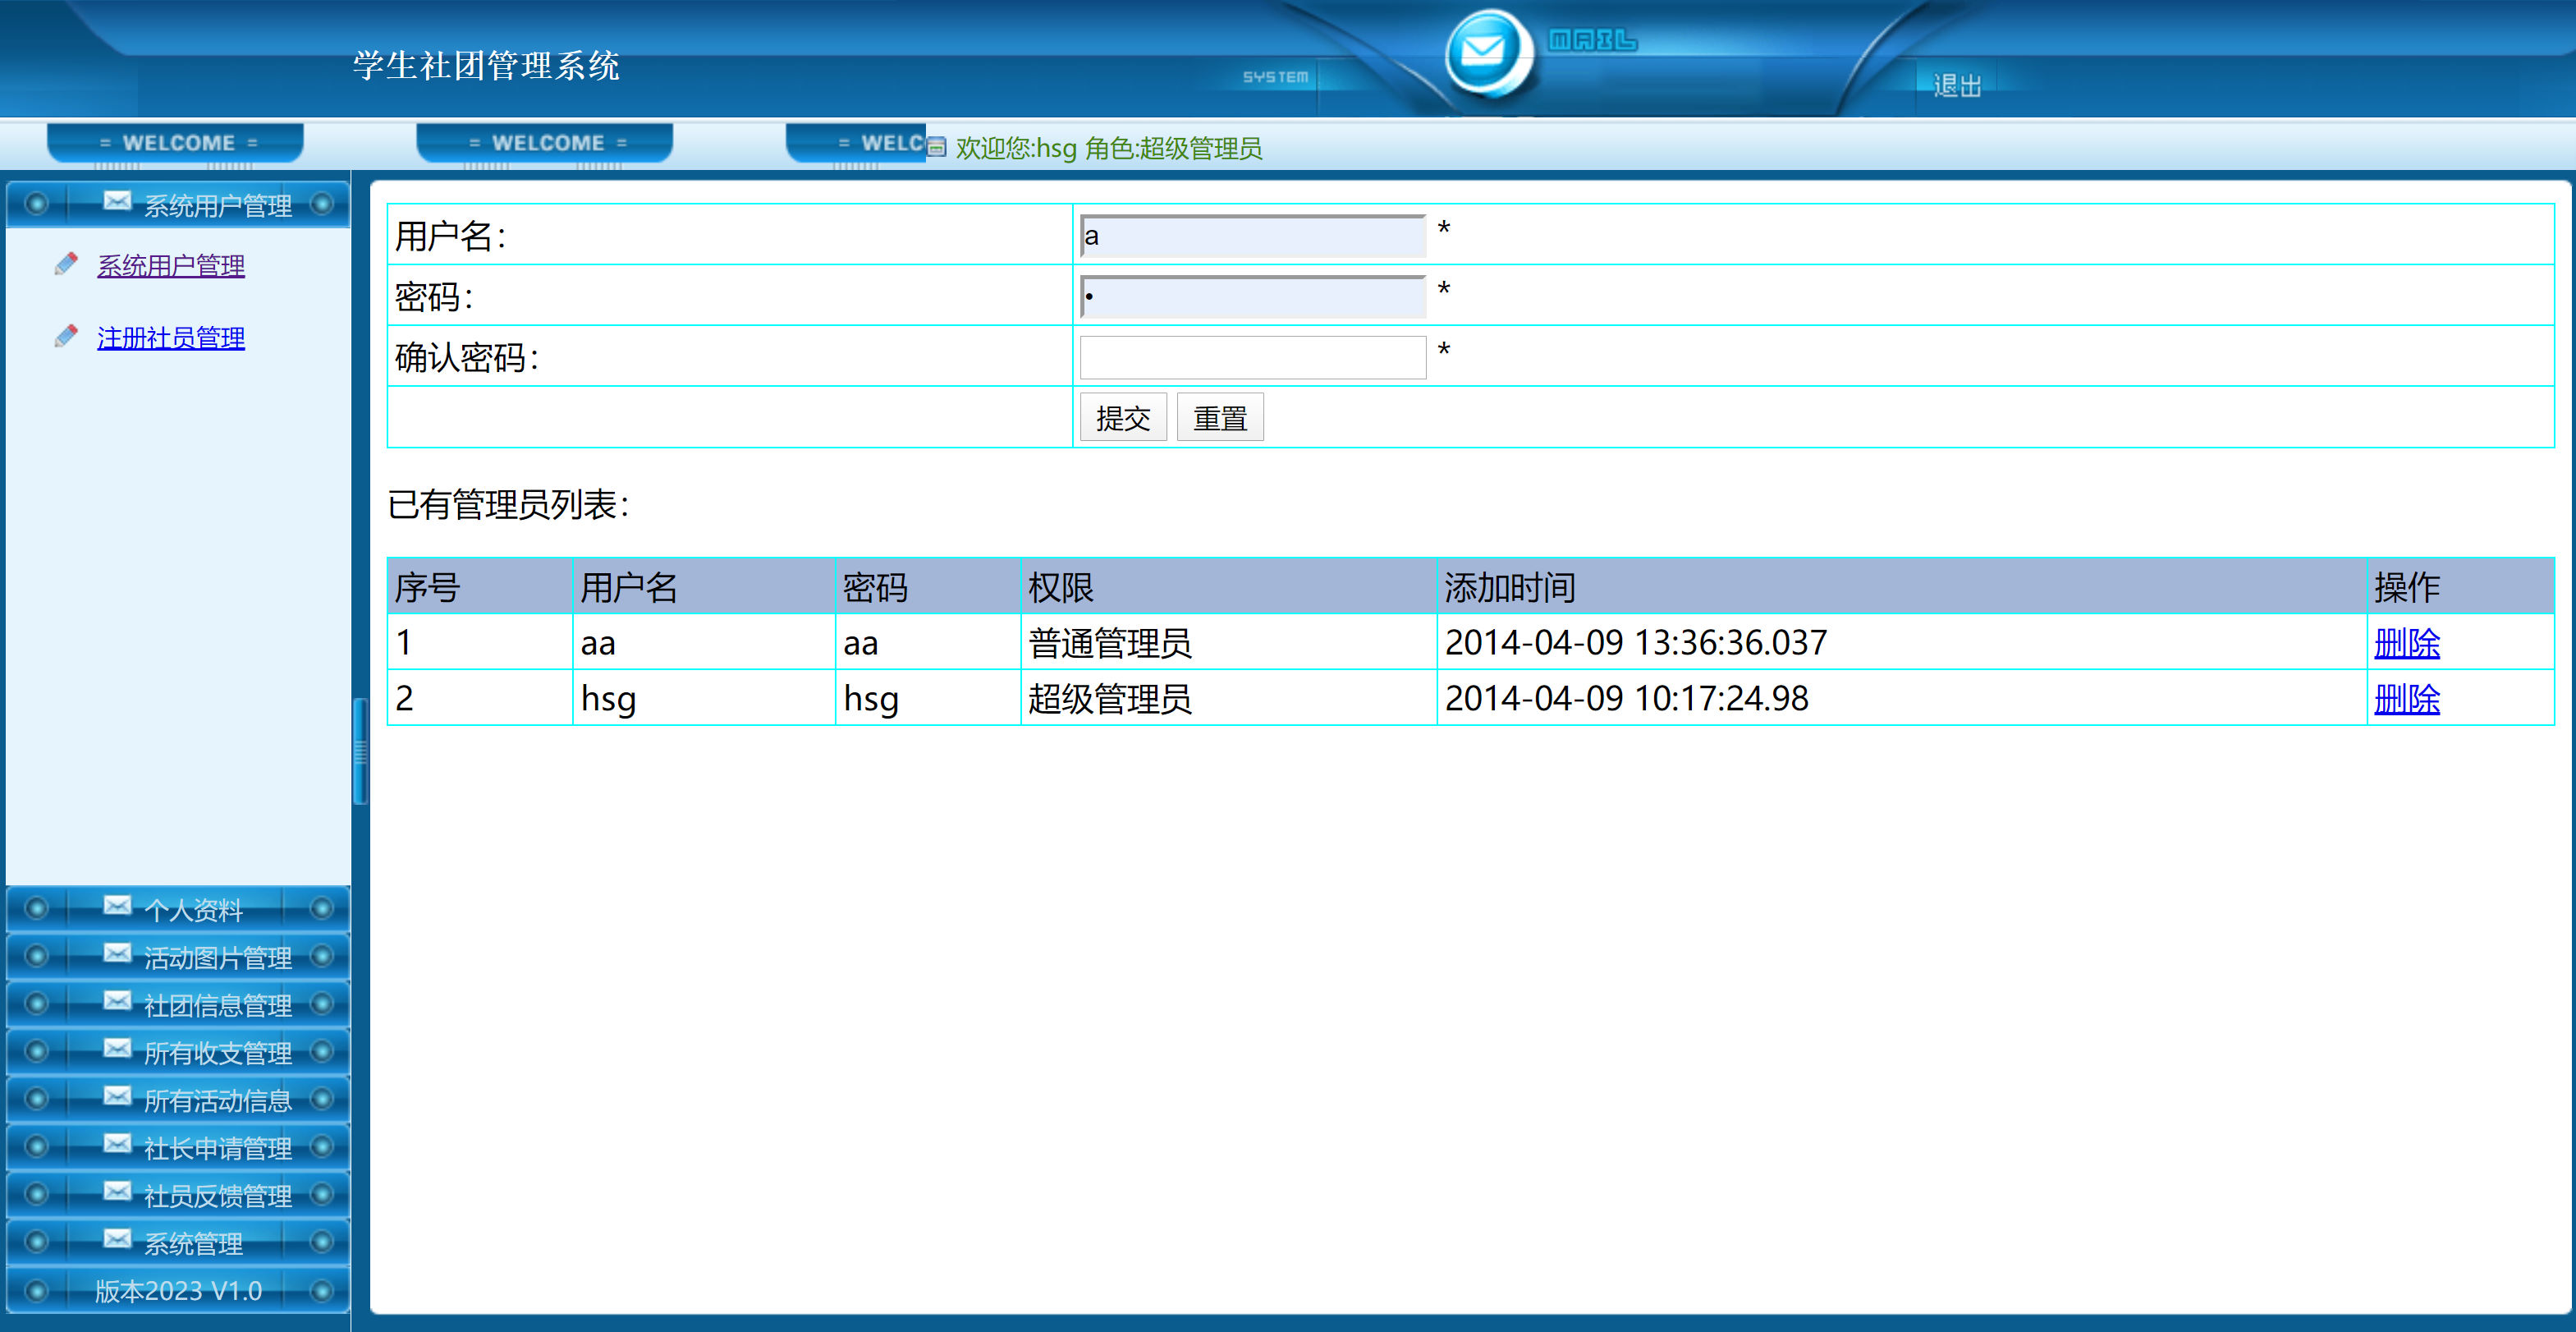 学生社团管理系统
SYSTEM
MAIL
退出
= WELCOME =
= WELCOME =
= WELC
欢迎您:hsg 角色:超级管理员
系统用户管理
系统用户管理
注册社员管理
个人资料
活动图片管理
社团信息管理
所有收支管理
所有活动信息
社长申请管理
社员反馈管理
系统管理
版本2023 V1.0
用户名： a *
密码： • *
确认密码： *
提交 重置
已有管理员列表：
序号 用户名 密码 权限 添加时间 操作
1 aa aa 普通管理员 2014-04-09 13:36:36.037 删除
2 hsg hsg 超级管理员 2014-04-09 10:17:24.98 删除